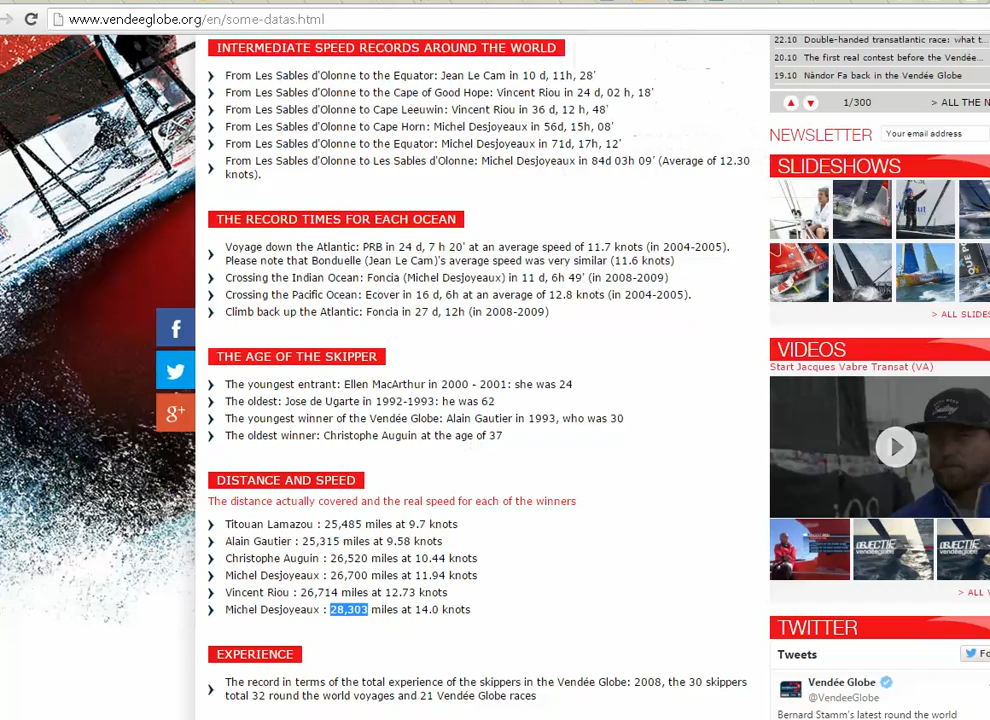 www.vendeeglobe.org/en/some-datas.html
INTERMEDIATE SPEED RECORDS AROUND THE WORLD
From Les Sables d'Olonne to the Equator: Jean Le Cam in 10 d, 11h, 28'
From Les Sables d'Olonne to the Cape of Good Hope: Vincent Riou in 24 d, 02 h, 18'
From Les Sables d'Olonne to Cape Leeuwin: Vincent Riou in 36 d, 12 h, 48'
From Les Sables d'Olonne to Cape Horn: Michel Desjoyeaux in 56d, 15h, 08'
From Les Sables d'Olonne to the Equator: Michel Desjoyeaux in 71d, 17h, 12'
From Les Sables d'Olonne to Les Sables d'Olonne: Michel Desjoyeaux in 84d 03h 09' (Average of 12.30
knots).
THE RECORD TIMES FOR EACH OCEAN
Voyage down the Atlantic: PRB in 24 d, 7 h 20' at an average speed of 11.7 knots (in 2004-2005).
Please note that Bonduelle (Jean Le Cam)'s average speed was very similar (11.6 knots)
Crossing the Indian Ocean: Foncia (Michel Desjoyeaux) in 11 d, 6h 49' (in 2008-2009)
Crossing the Pacific Ocean: Ecover in 16 d, 6h at an average of 12.8 knots (in 2004-2005).
Climb back up the Atlantic: Foncia in 27 d, 12h (in 2008-2009)
THE AGE OF THE SKIPPER
The youngest entrant: Ellen MacArthur in 2000 - 2001: she was 24
The oldest: Jose de Ugarte in 1992-1993: he was 62
The youngest winner of the Vendée Globe: Alain Gautier in 1993, who was 30
The oldest winner: Christophe Auguin at the age of 37
DISTANCE AND SPEED
The distance actually covered and the real speed for each of the winners
Titouan Lamazou : 25,485 miles at 9.7 knots
Alain Gautier : 25,315 miles at 9.58 knots
Christophe Auguin : 26,520 miles at 10.44 knots
Michel Desjoyeaux : 26,700 miles at 11.94 knots
Vincent Riou : 26,714 miles at 12.73 knots
Michel Desjoyeaux : 28,303 miles at 14.0 knots
EXPERIENCE
The record in terms of the total experience of the skippers in the Vendée Globe: 2008, the 30 skippers
total 32 round the world voyages and 21 Vendée Globe races
f
g+
22.10 Double-handed transatlantic race: what t...
20.10 The first real contest before the Vendée...
19.10 Nàndor Fa back in the Vendée Globe
1/300 > ALL THE N
NEWSLETTER Your email address
SLIDESHOWS
> ALL SLIDES
VIDEOS
Start Jacques Vabre Transat (VA)
OBJECTIF
vendéeglobe
OBJECTIF
vendéeglobe
> ALL V
TWITTER
Tweets Fo
Vendée Globe
@VendeeGlobe
Bernard Stamm's latest round the world